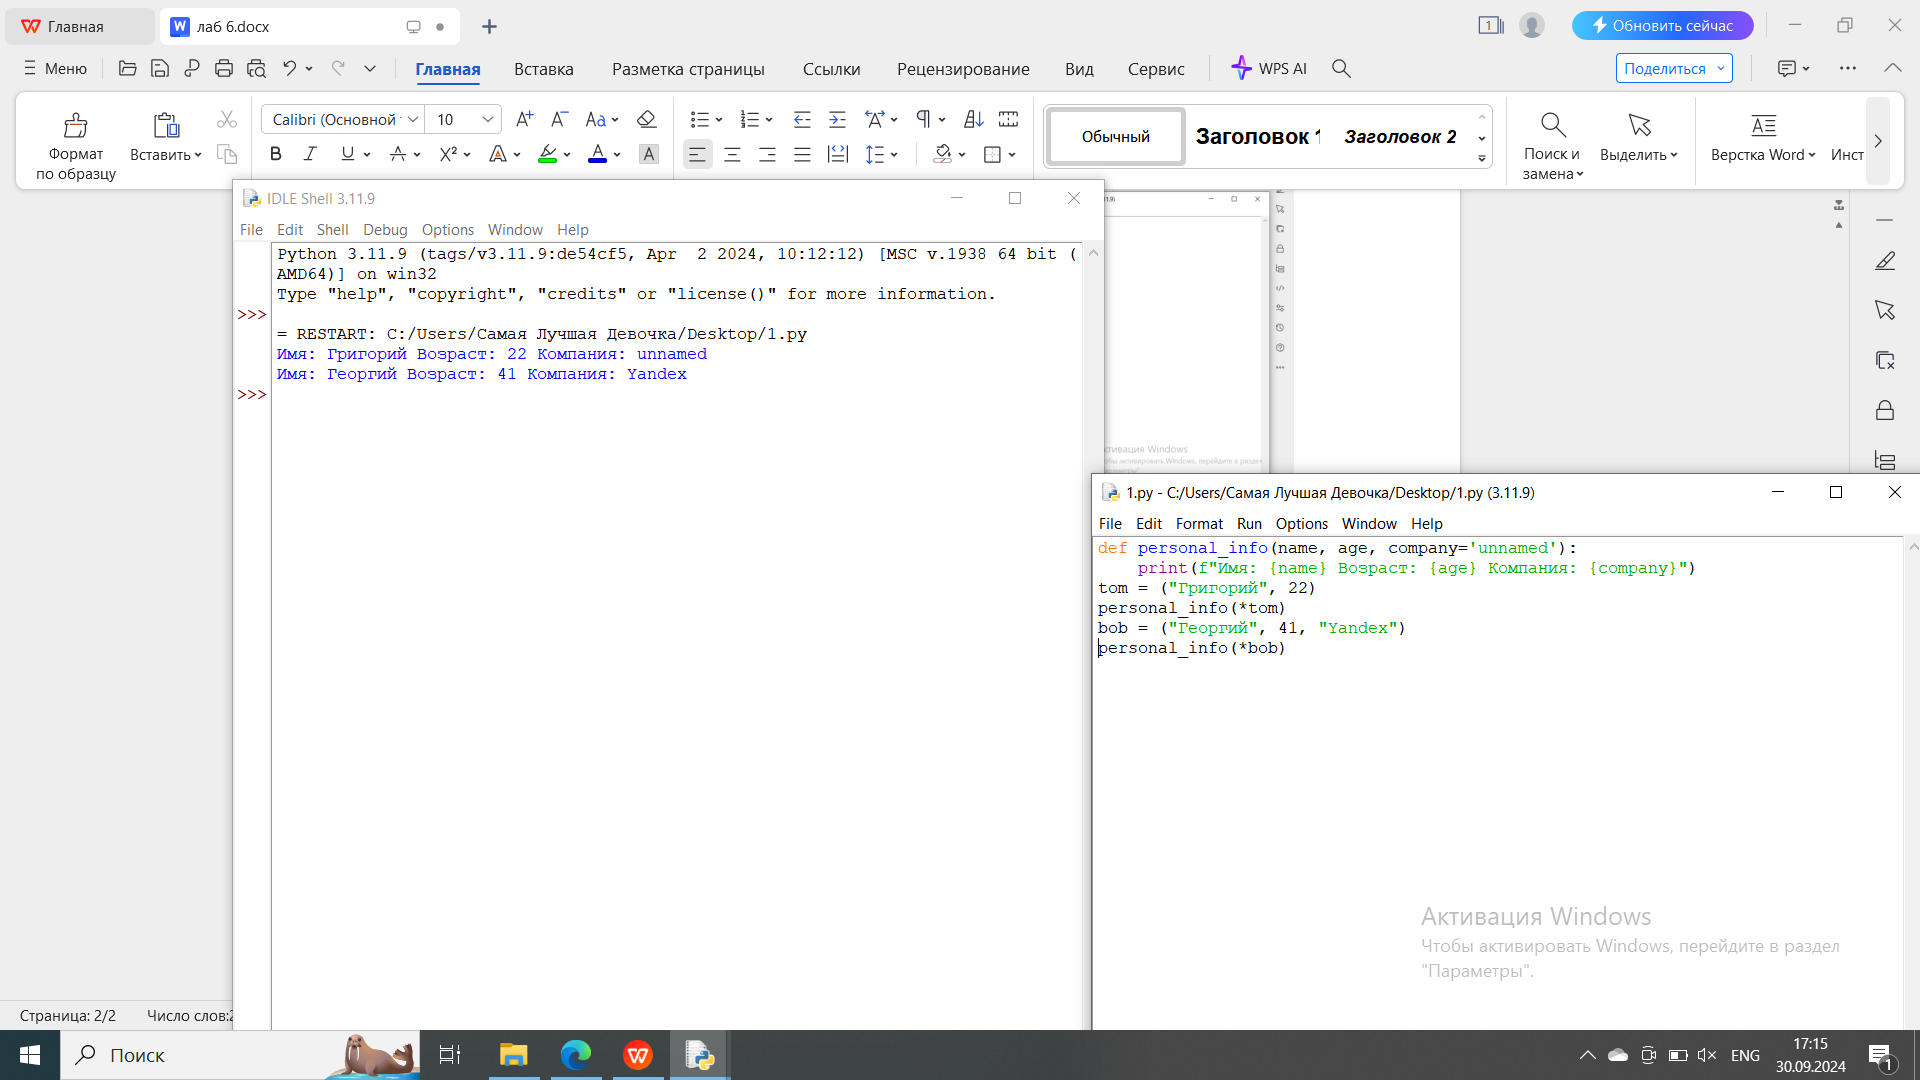 Главная
лаб 6.docx
1
Обновить сейчас
Меню
Главная
Вставка
Разметка страницы
Ссылки
Рецензирование
Вид
Сервис
WPS AI
Поделиться
Формат
по образцу
Вставить
Calibri (Основной
10
Обычный
Заголовок 1
Заголовок 2
Поиск и
замена
Выделить
Верстка Word
Инст
IDLE Shell 3.11.9
File Edit Shell Debug Options Window Help
Python 3.11.9 (tags/v3.11.9:de54cf5, Apr  2 2024, 10:12:12) [MSC v.1938 64 bit (
AMD64)] on win32
Type "help", "copyright", "credits" or "license()" for more information.
>>>
= RESTART: C:/Users/Самая Лучшая Девочка/Desktop/1.py
Имя: Григорий Возраст: 22 Компания: unnamed
Имя: Георгий Возраст: 41 Компания: Yandex
>>>
1.py - C:/Users/Самая Лучшая Девочка/Desktop/1.py (3.11.9)
File Edit Format Run Options Window Help
def personal_info(name, age, company='unnamed'):
    print(f"Имя: {name} Возраст: {age} Компания: {company}")
tom = ("Григорий", 22)
personal_info(*tom)
bob = ("Георгий", 41, "Yandex")
personal_info(*bob)
Активация Windows
Чтобы активировать Windows, перейдите в раздел
"Параметры".
Страница: 2/2
Число слов:2
Поиск
ENG
17:15
30.09.2024
1